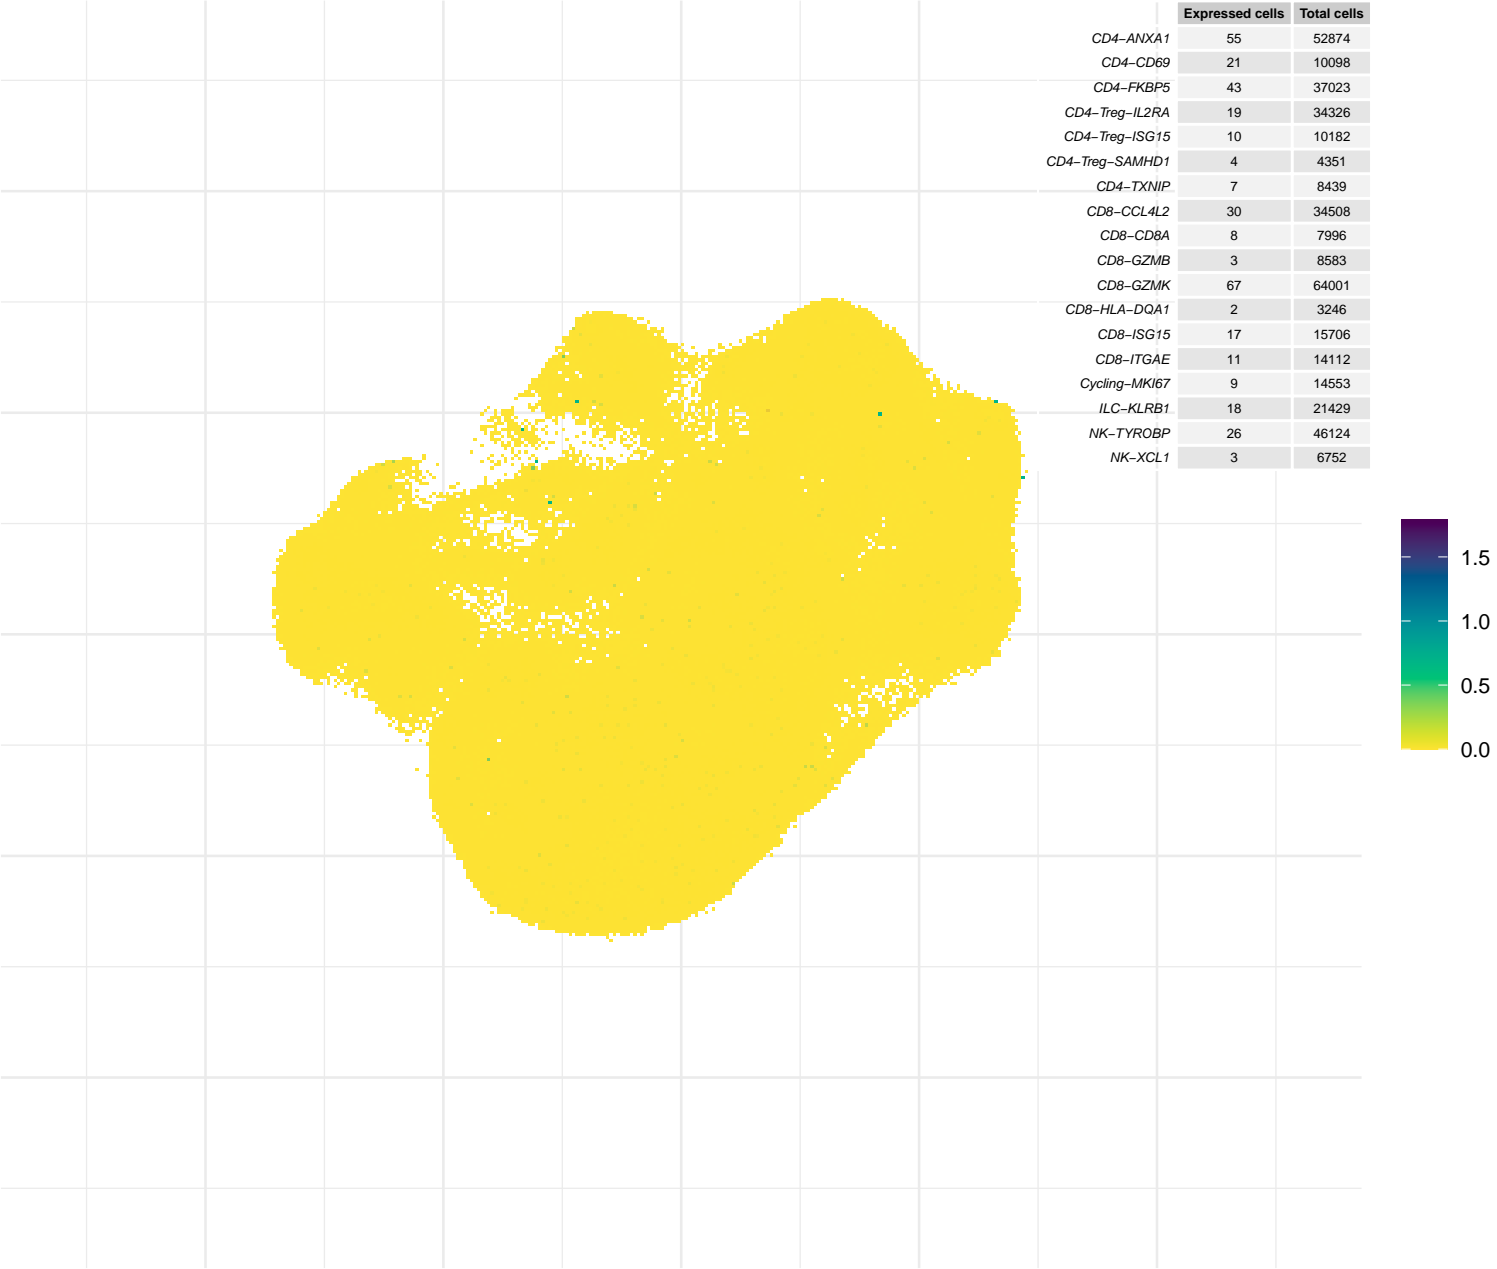 Expressed cells Total cells
CD4−ANXA1 55 52874
CD4−CD69 21 10098
CD4−FKBP5 43 37023
CD4−Treg−IL2RA 19 34326
CD4−Treg−ISG15 10 10182
CD4−Treg−SAMHD1 4 4351
CD4−TXNIP 7 8439
CD8−CCL4L2 30 34508
CD8−CD8A 8 7996
CD8−GZMB 3 8583
CD8−GZMK 67 64001
CD8−HLA−DQA1 2 3246
CD8−ISG15 17 15706
CD8−ITGAE 11 14112
Cycling−MKI67 9 14553
ILC−KLRB1 18 21429
NK−TYROBP 26 46124
NK−XCL1 3 6752
1.5
1.0
0.5
0.0